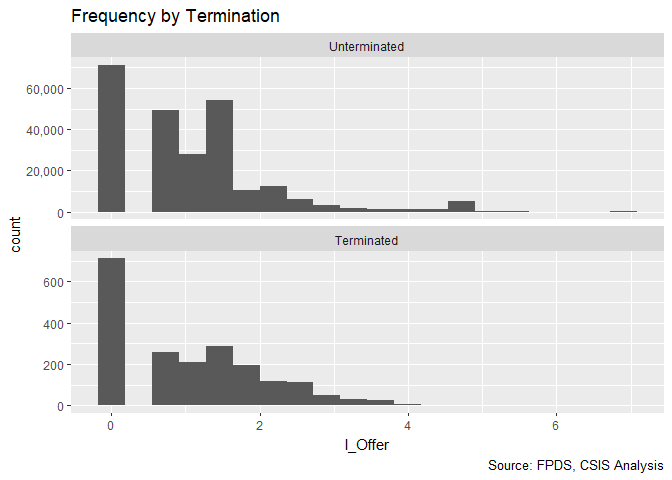 Frequency by Termination
Unterminated
60,000
40,000
20,000
0
count
Terminated
600
400
200
0
0 2 4 6
l_Offer
Source: FPDS, CSIS Analysis